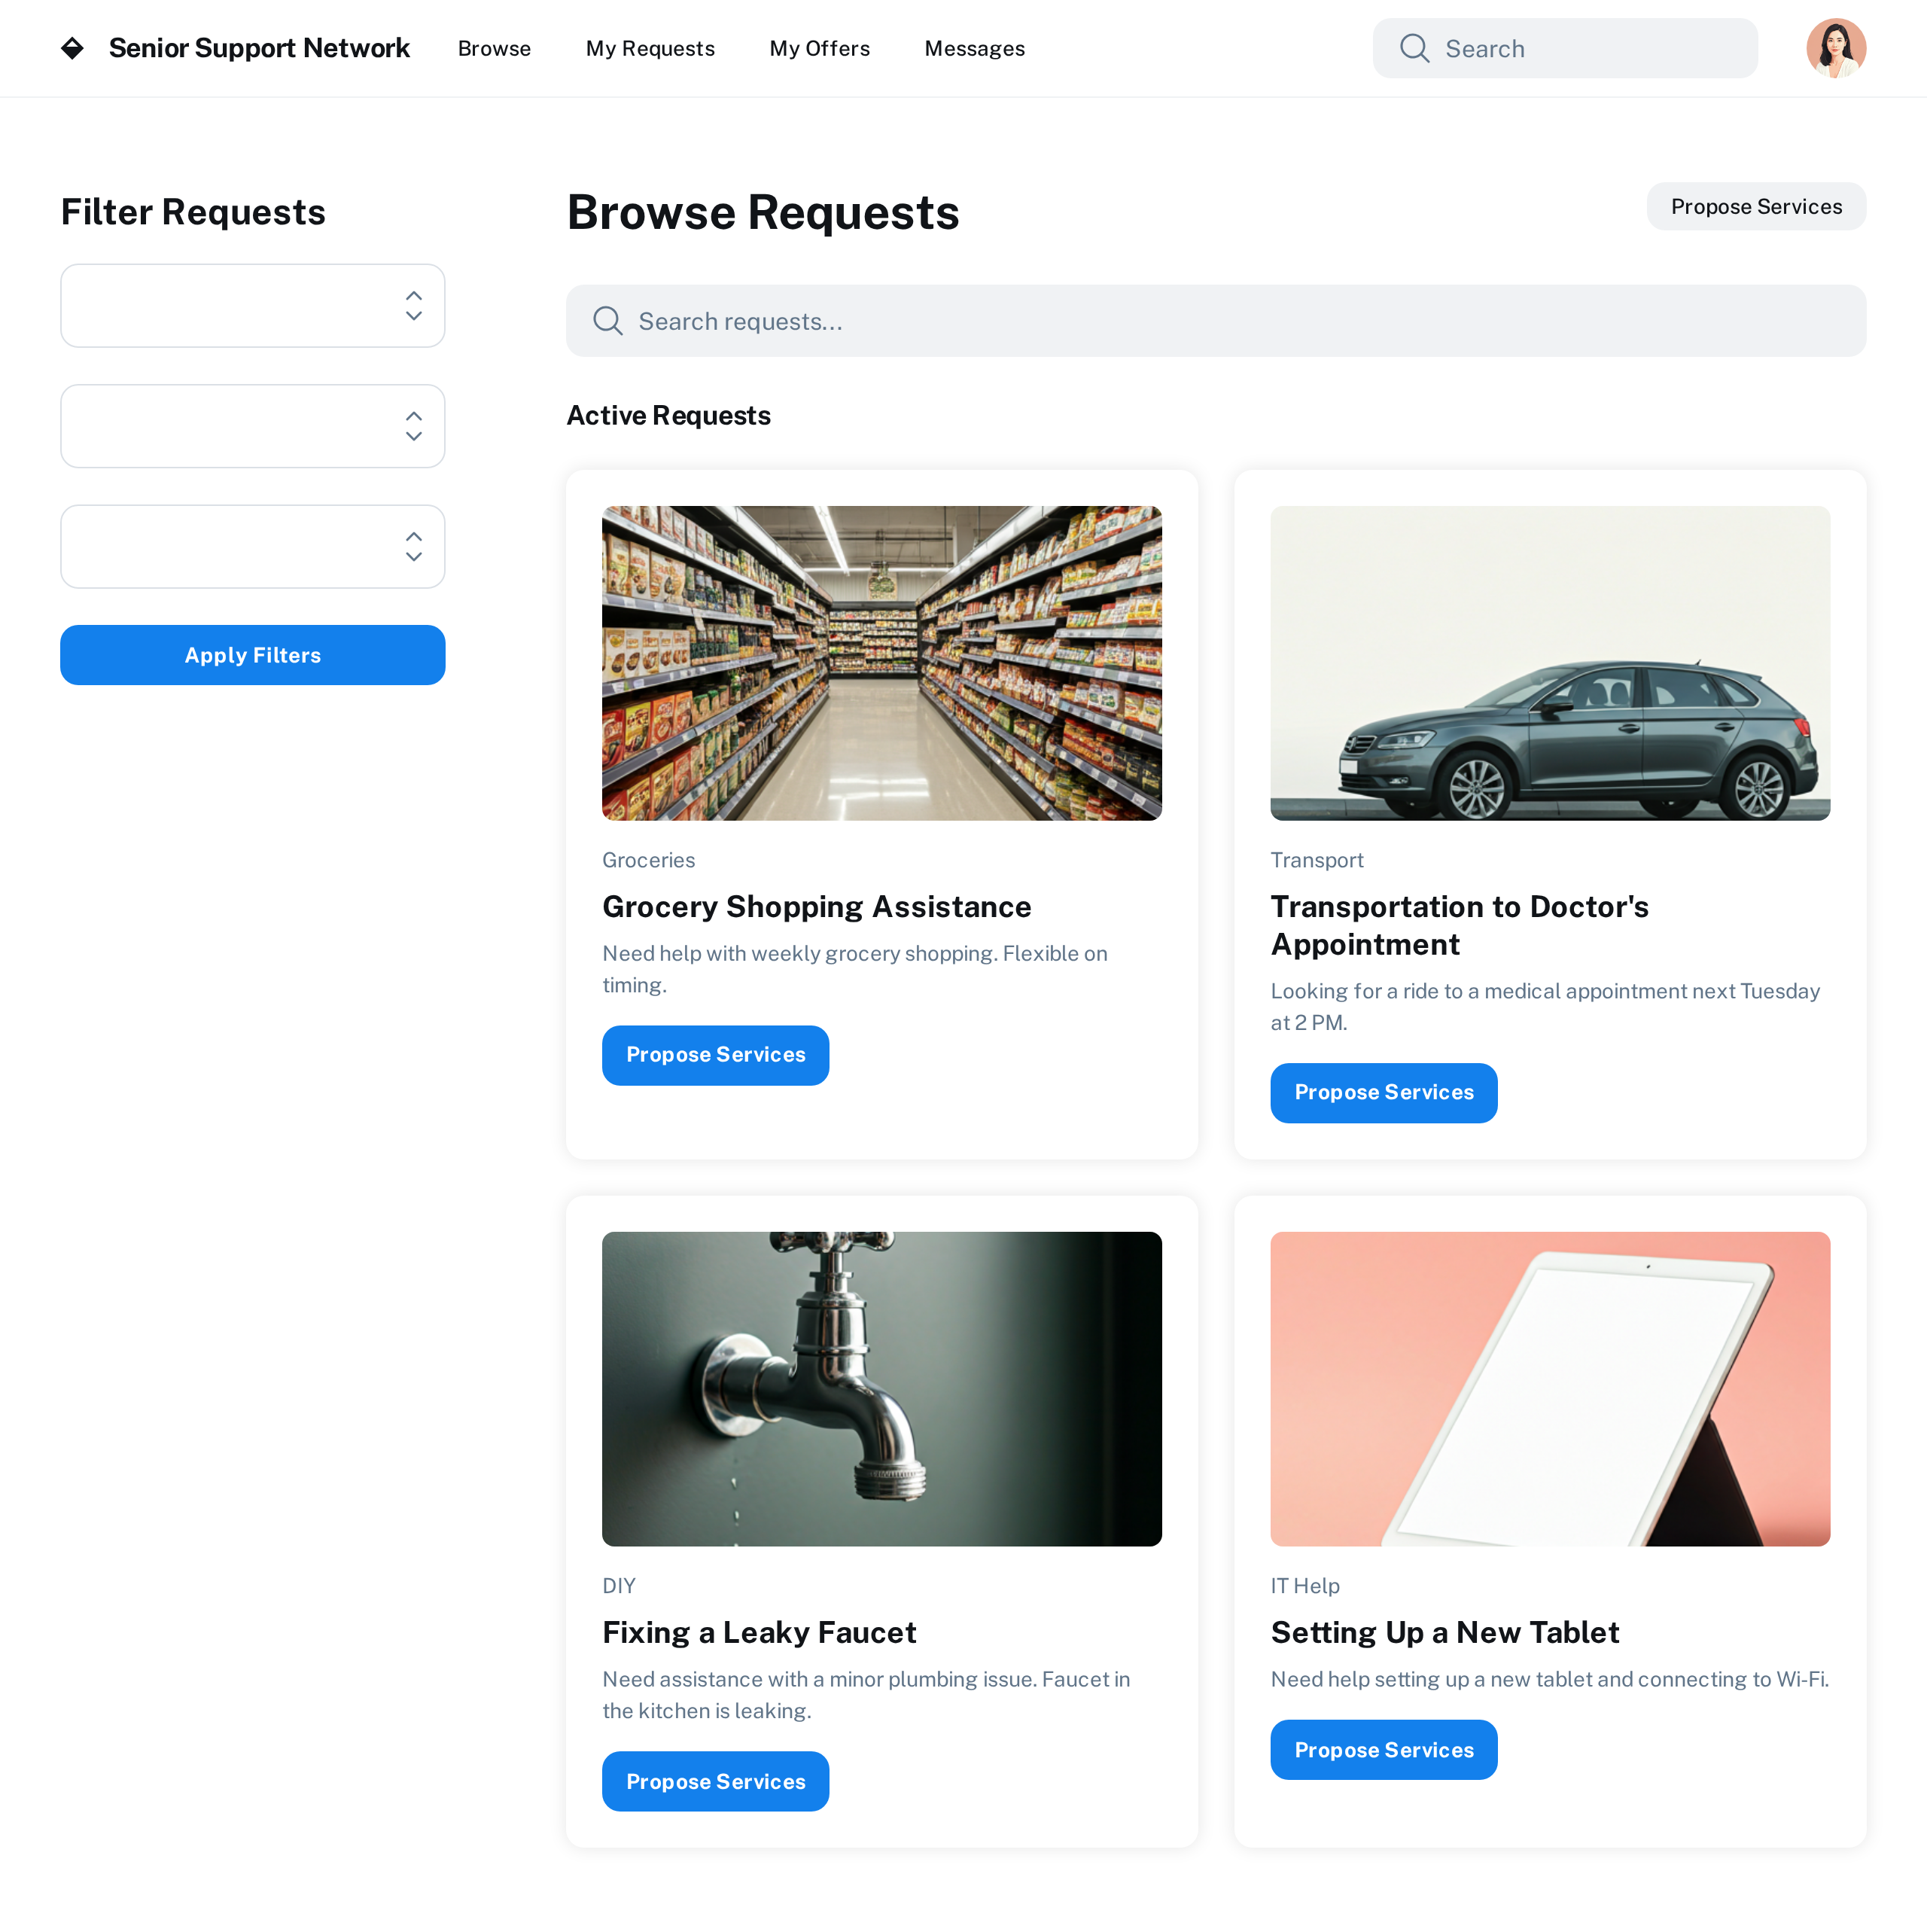 Senior Support Network
Browse
My Requests
My Offers
Messages
Search
Filter Requests
Apply Filters
Browse Requests
Propose Services
Search requests...
Active Requests
Groceries
Grocery Shopping Assistance
Need help with weekly grocery shopping. Flexible on
timing.
Propose Services
Transport
Transportation to Doctor's
Appointment
Looking for a ride to a medical appointment next Tuesday
at 2 PM.
Propose Services
DIY
Fixing a Leaky Faucet
Need assistance with a minor plumbing issue. Faucet in
the kitchen is leaking.
Propose Services
IT Help
Setting Up a New Tablet
Need help setting up a new tablet and connecting to Wi-Fi.
Propose Services